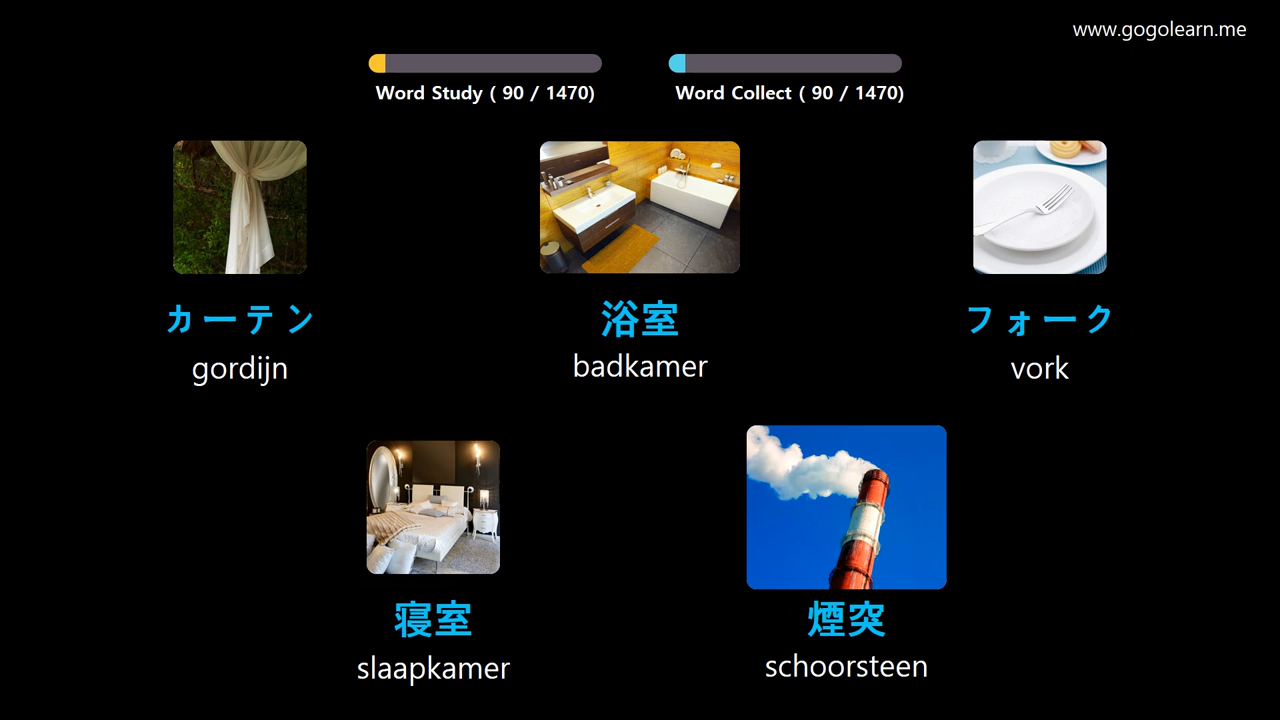 www.gogolearn.me
Word Study ( 90 / 1470)
Word Collect ( 90 / 1470)
カーテン
gordijn
浴室
badkamer
フォーク
vork
寝室
slaapkamer
煙突
schoorsteen